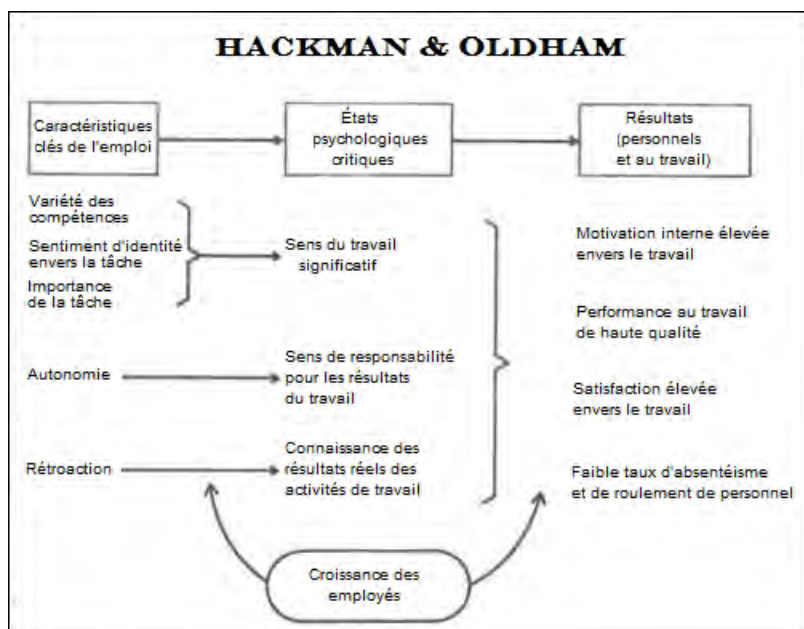 HACKMAN & OLDHAM
Caractéristiques
clés de l'emploi
États
psychologiques
critiques
Résultats
(personnels
et au travail)
Variété des
compétences
Sentiment d'identité
envers la tâche
Importance
de la tâche
Sens du travail
significatif
Motivation interne élevée
envers le travail
Performance au travail
de haute qualité
Autonomie
Sens de responsabilité
pour les résultats
du travail
Satisfaction élevée
envers le travail
Rétroaction
Connaissance des
résultats réels des
activités de travail
Faible taux d'absentéisme
et de roulement de personnel
Croissance des
employés